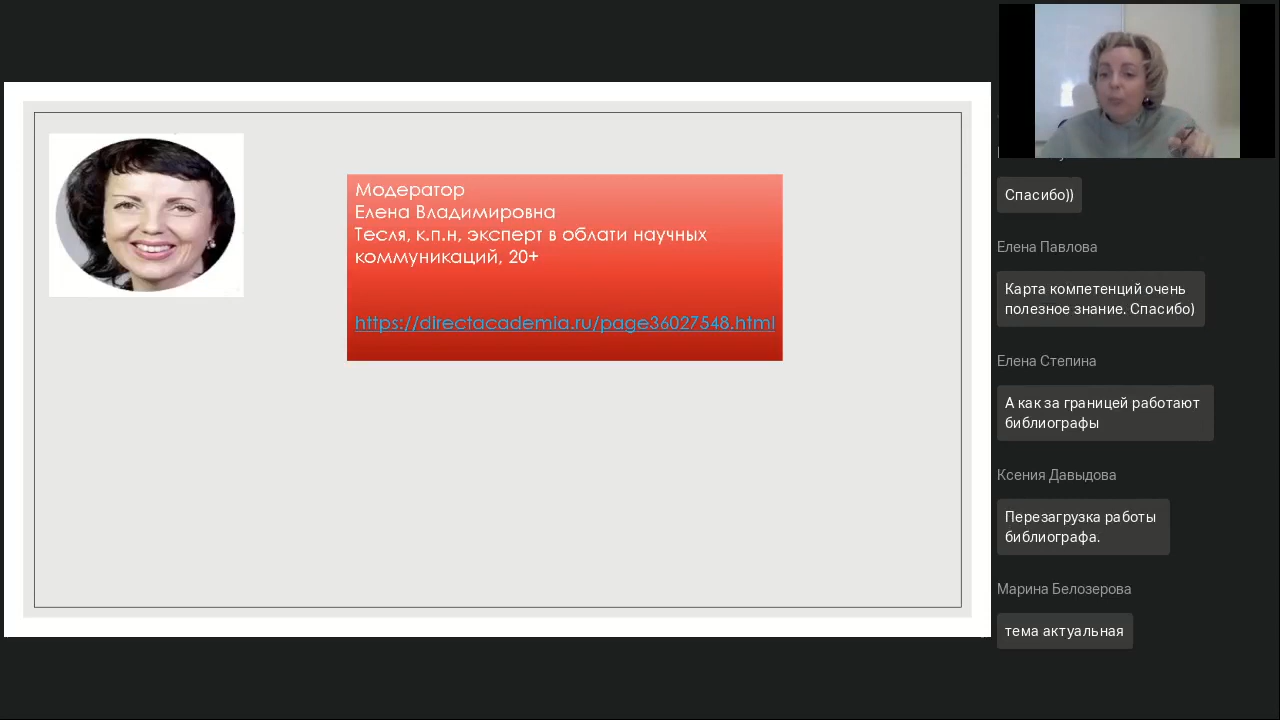 Модератор
Елена Владимировна
Тесля, к.п.н, эксперт в облати научных
коммуникаций, 20+
https://directacademia.ru/page36027548.html
Спасибо))
Елена Павлова
Карта компетенций очень
полезное знание. Спасибо)
Елена Степина
А как за границей работают
библиографы
Ксения Давыдова
Перезагрузка работы
библиографа.
Марина Белозерова
тема актуальная